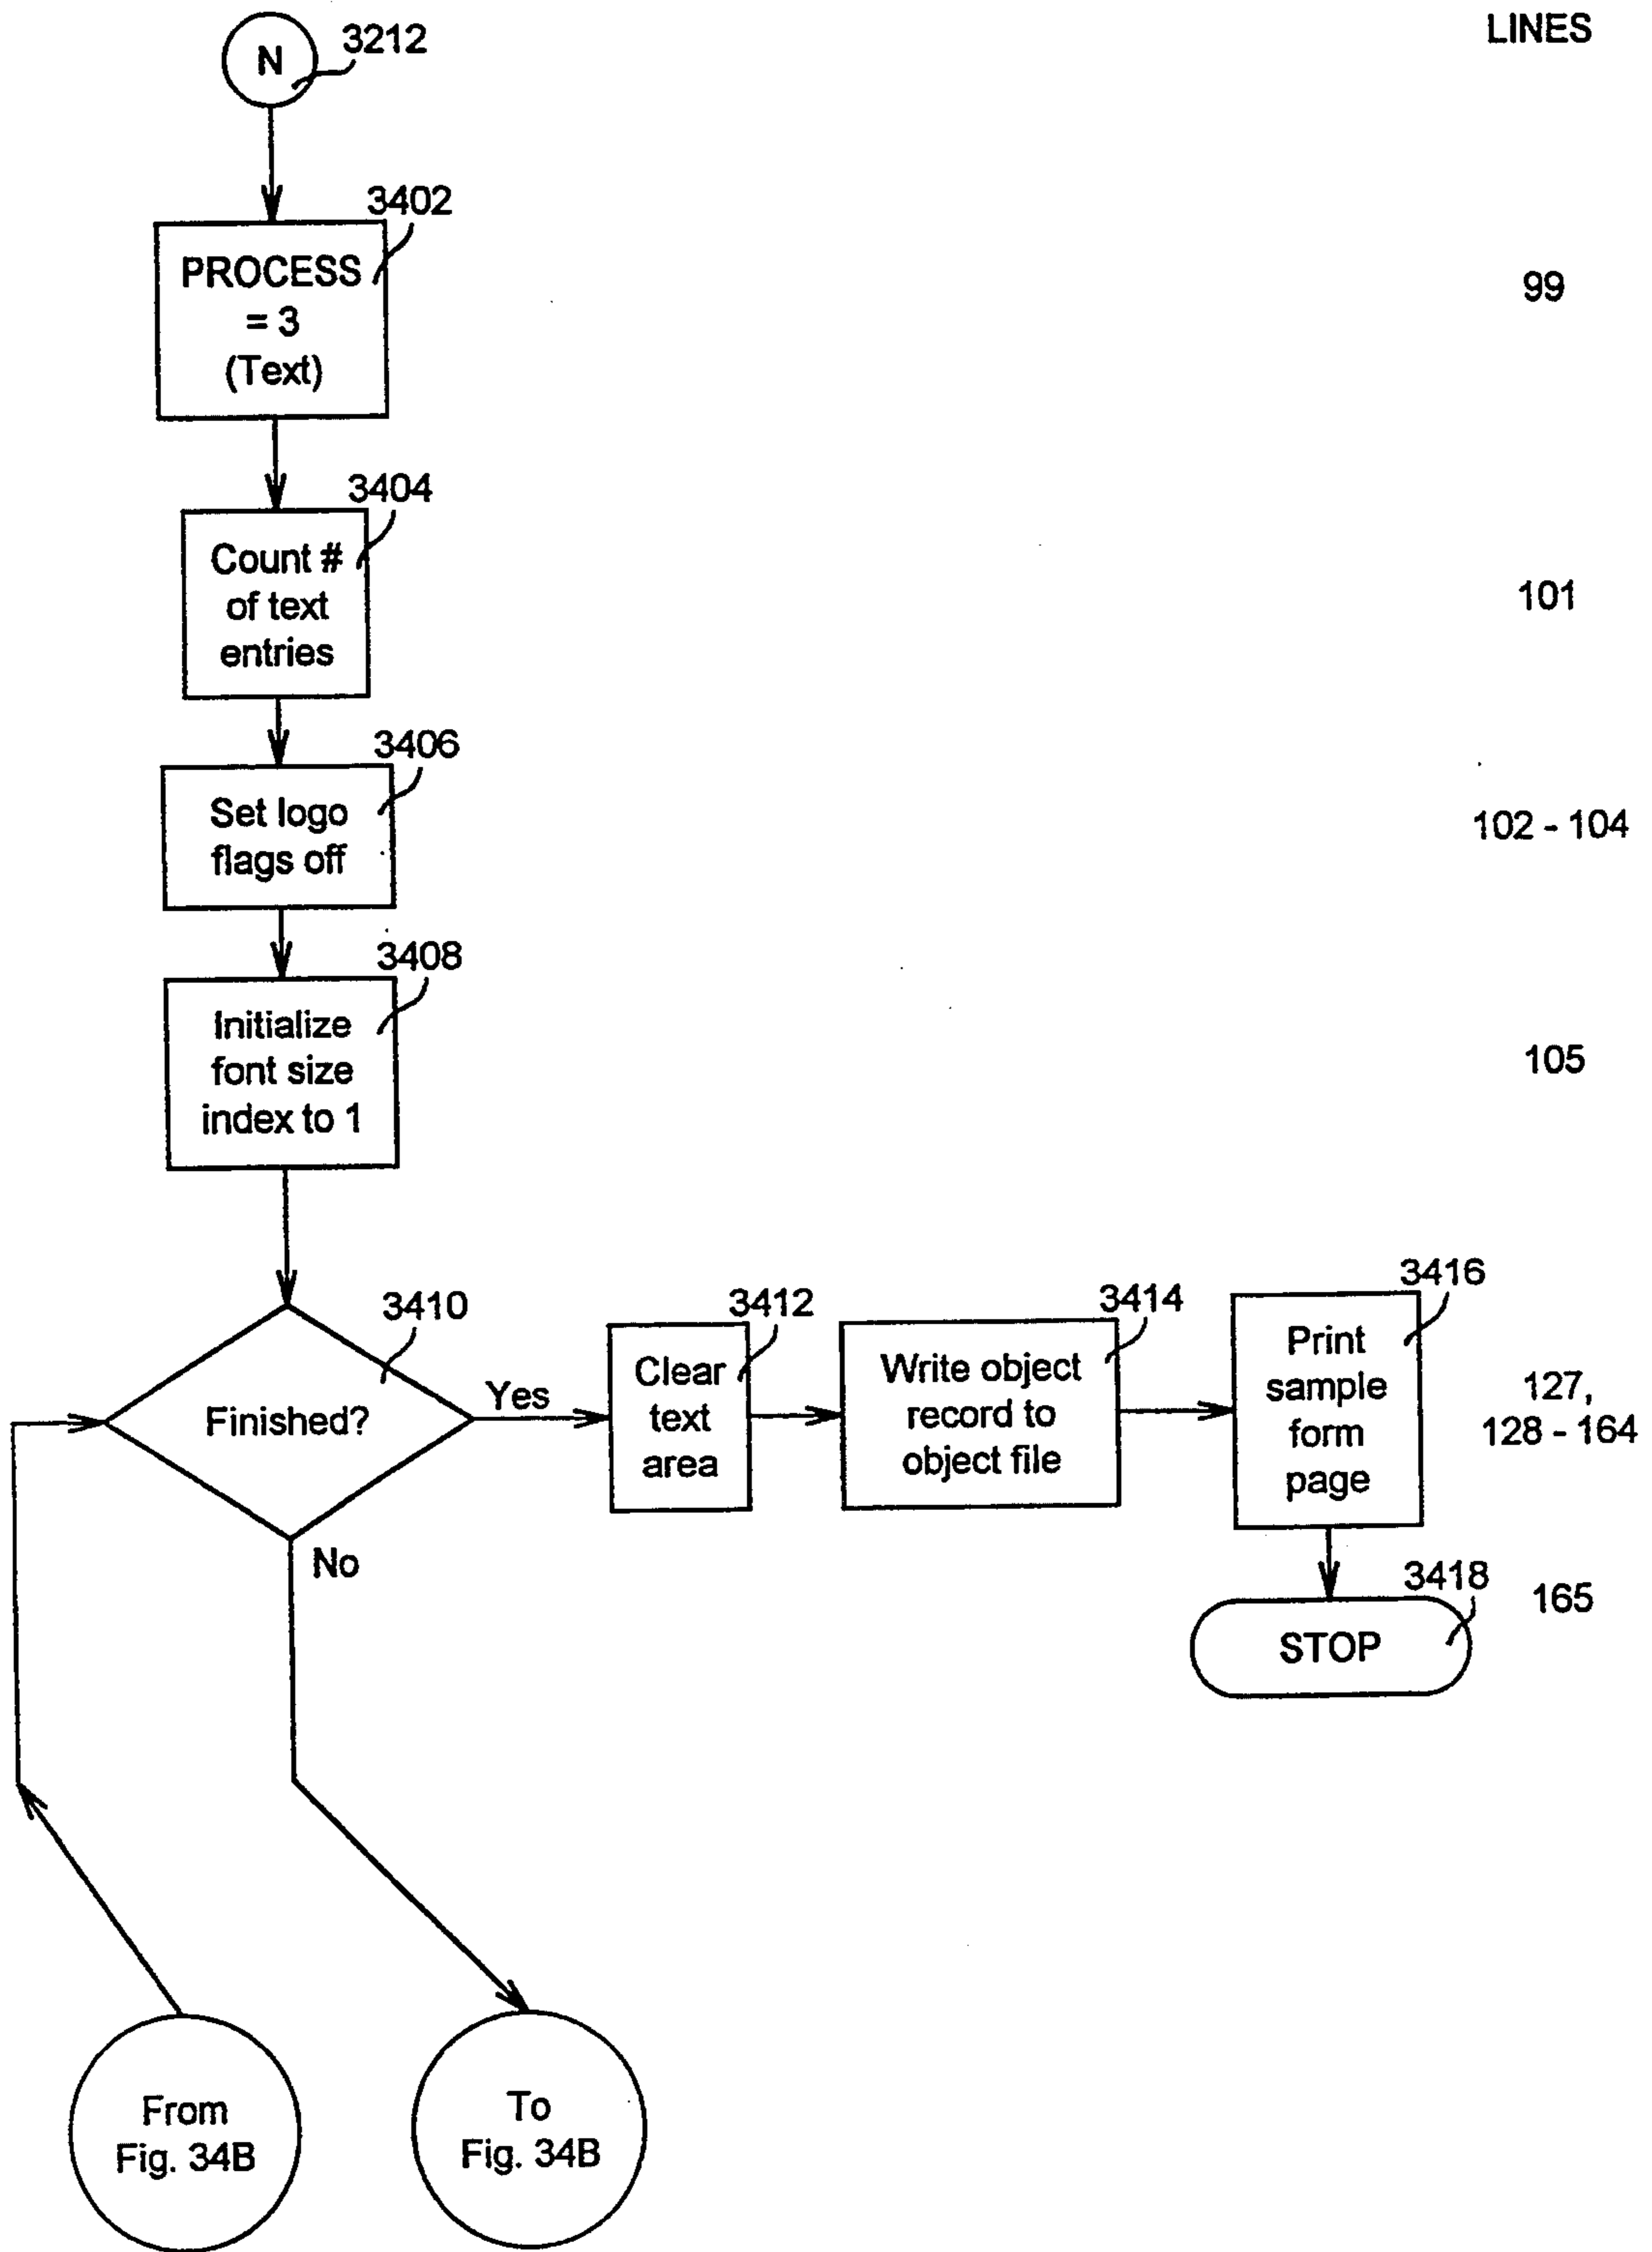 LINES
N
3212
3402
PROCESS
= 3
(Text)
99
3404
Count #
of text
entries
101
3406
Set logo
flags off
102 - 104
3408
Initialize
font size
index to 1
105
3410
Finished?
Yes
No
3412
Clear
text
area
3414
Write object
record to
object file
3416
Print
sample
form
page
127,
128 - 164
3418
STOP
165
From
Fig. 34B
To
Fig. 34B